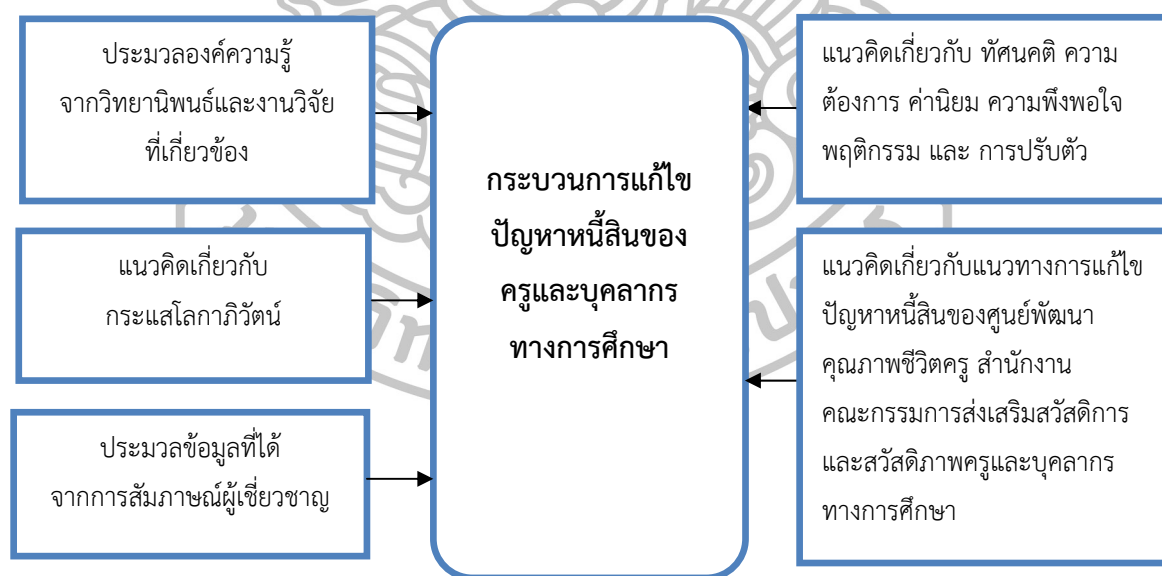 ประมวลองค์ความรู้
จากวิทยานิพนธ์และงานวิจัย
ที่เกี่ยวข้อง
แนวคิดเกี่ยวกับ
กระแสโลกาภิวัตน์
ประมวลข้อมูลที่ได้
จากการสัมภาษณ์ผู้เชี่ยวชาญ
กระบวนการแก้ไข
ปัญหาหนี้สินของ
ครูและบุคลากร
ทางการศึกษา
แนวคิดเกี่ยวกับ ทัศนคติ ความ
ต้องการ ค่านิยม ความพึงพอใจ
พฤติกรรม และ การปรับตัว
แนวคิดเกี่ยวกับแนวทางการแก้ไข
ปัญหาหนี้สินของศูนย์พัฒนา
คุณภาพชีวิตครู สำนักงาน
คณะกรรมการส่งเสริมสวัสดิการ
และสวัสดิภาพครูและบุคลากร
ทางการศึกษา